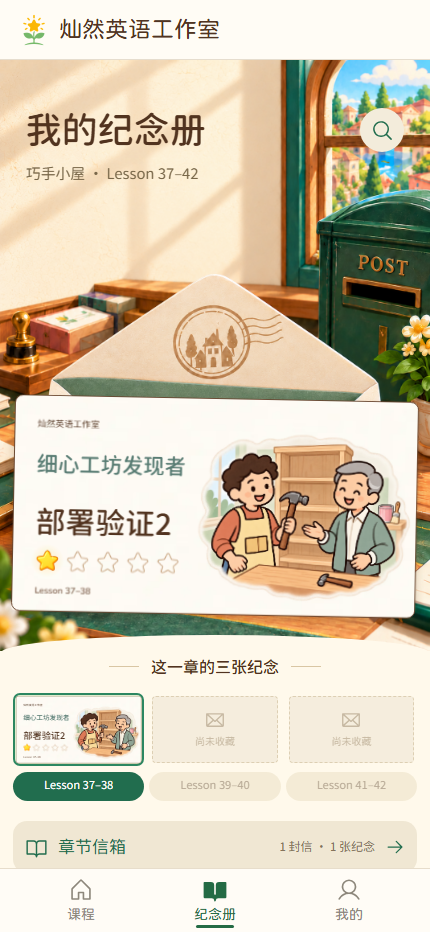 灿然英语工作室
我的纪念册
巧手小屋 · Lesson 37–42
POST
灿然英语工作室
细心工坊发现者
部署验证2
Lesson 37–38
这一章的三张纪念
细心工坊发现者
部署验证2
尚未收藏
尚未收藏
Lesson 37–38
Lesson 39–40
Lesson 41–42
章节信箱
1 封信 · 1 张纪念
课程
纪念册
我的